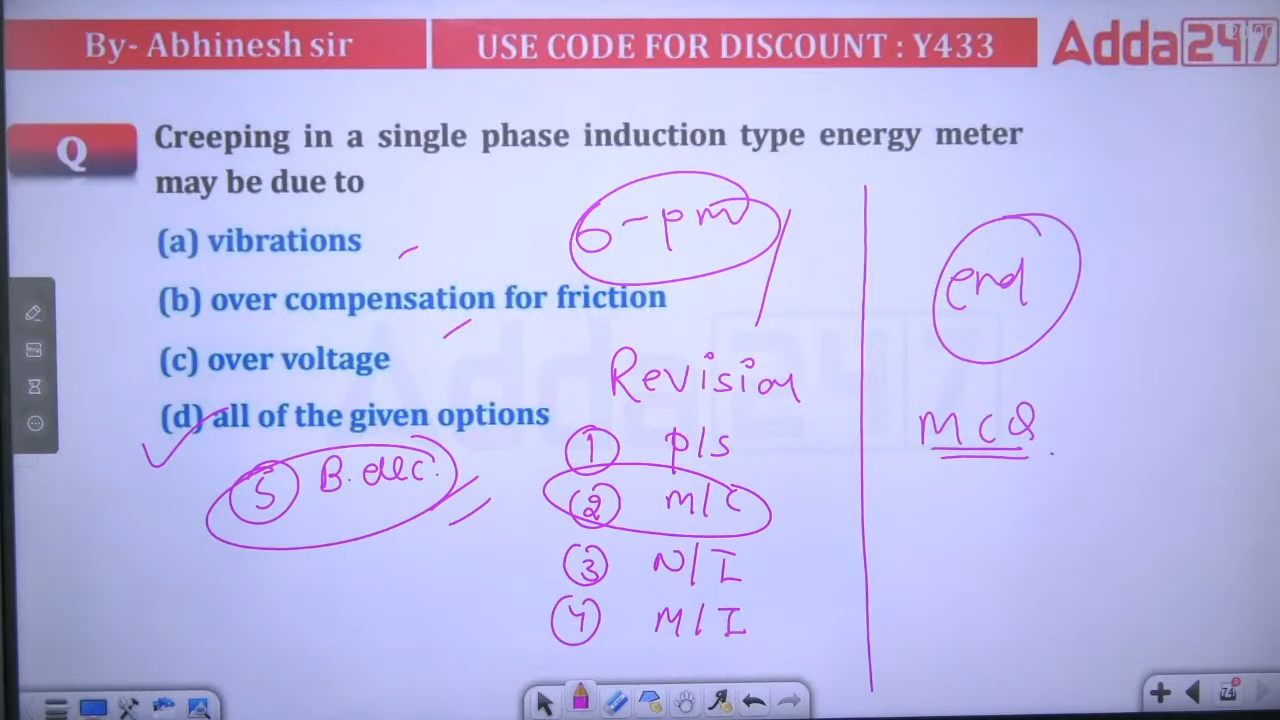 By- Abhinesh sir
USE CODE FOR DISCOUNT : Y433
Adda247
Q
Creeping in a single phase induction type energy meter
may be due to
(a) vibrations
(b) over compensation for friction
(c) over voltage
(d) all of the given options
6 - pm
end
Revision
MCQ
① P/S
② M/C
③ N/I
④ M/I
⑤ B. elec.
74